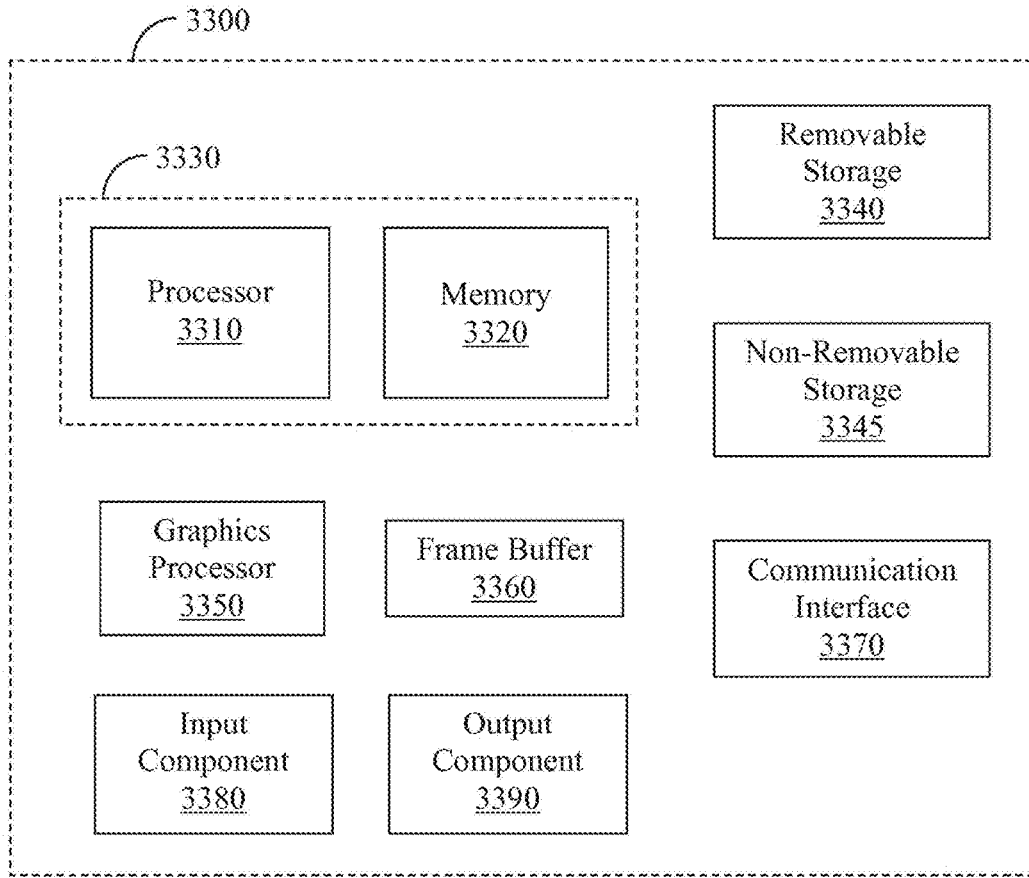 3300
3330
Processor
3310
Memory
3320
Removable
Storage
3340
Non-Removable
Storage
3345
Graphics
Processor
3350
Frame Buffer
3360
Communication
Interface
3370
Input
Component
3380
Output
Component
3390